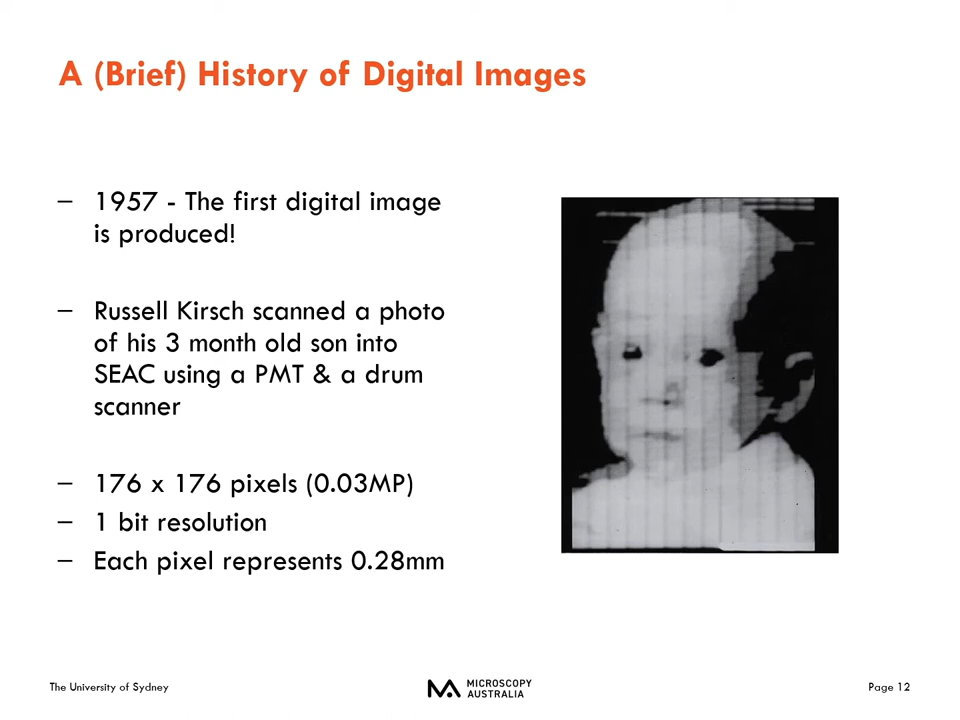 A (Brief) History of Digital Images
– 1957 - The first digital image
is produced!
– Russell Kirsch scanned a photo
of his 3 month old son into
SEAC using a PMT & a drum
scanner
– 176 x 176 pixels (0.03MP)
– 1 bit resolution
– Each pixel represents 0.28mm
The University of Sydney
MICROSCOPY
AUSTRALIA
Page 12